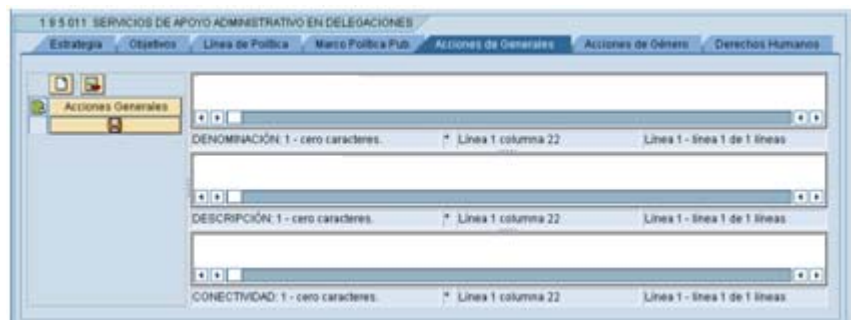 1 9 5 011 SERVICIOS DE APOYO ADMINISTRATIVO EN DELEGACIONES
Estrategia Objetivos Línea de Política Marco Política Pub. Acciones de Generales Acciones de Género Derechos Humanos
Acciones Generales
DENOMINACIÓN: 1 - cero caracteres. * Línea 1 columna 22 Línea 1 - línea 1 de 1 líneas
DESCRIPCIÓN: 1 - cero caracteres. * Línea 1 columna 22 Línea 1 - línea 1 de 1 líneas
CONECTIVIDAD: 1 - cero caracteres. * Línea 1 columna 22 Línea 1 - línea 1 de 1 líneas